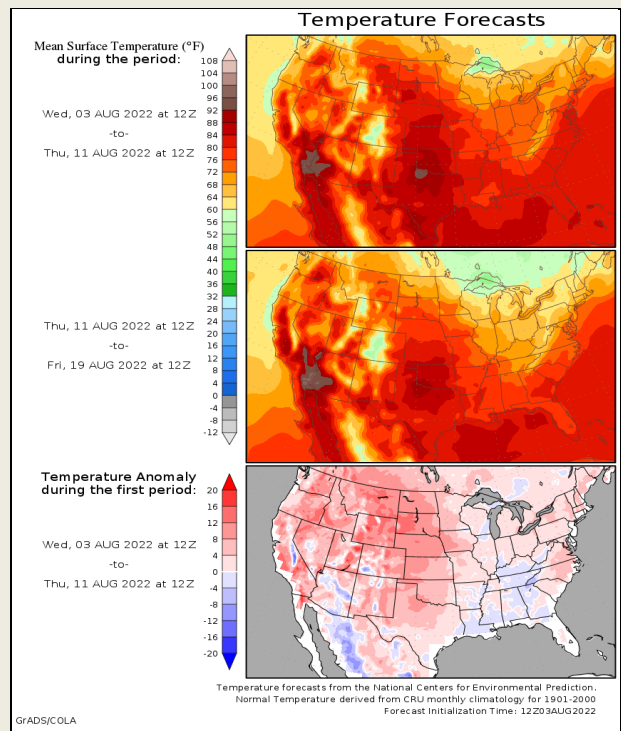 Temperature Forecasts
Mean Surface Temperature (°F)
during the period:
Wed, 03 AUG 2022 at 12Z
-to-
Thu, 11 AUG 2022 at 12Z
108
104
100
96
92
88
84
80
76
72
68
64
60
56
52
48
44
40
36
32
28
24
20
16
12
8
4
0
-4
-8
-12
Thu, 11 AUG 2022 at 12Z
-to-
Fri, 19 AUG 2022 at 12Z
Temperature Anomaly
during the first period:
Wed, 03 AUG 2022 at 12Z
-to-
Thu, 11 AUG 2022 at 12Z
20
16
12
8
4
0
-4
-8
-12
-16
-20
Temperature forecasts from the National Centers for Environmental Prediction.
Normal Temperature derived from CRU monthly climatology for 1901-2000
Forecast Initialization Time: 12Z03AUG2022
GrADS/COLA